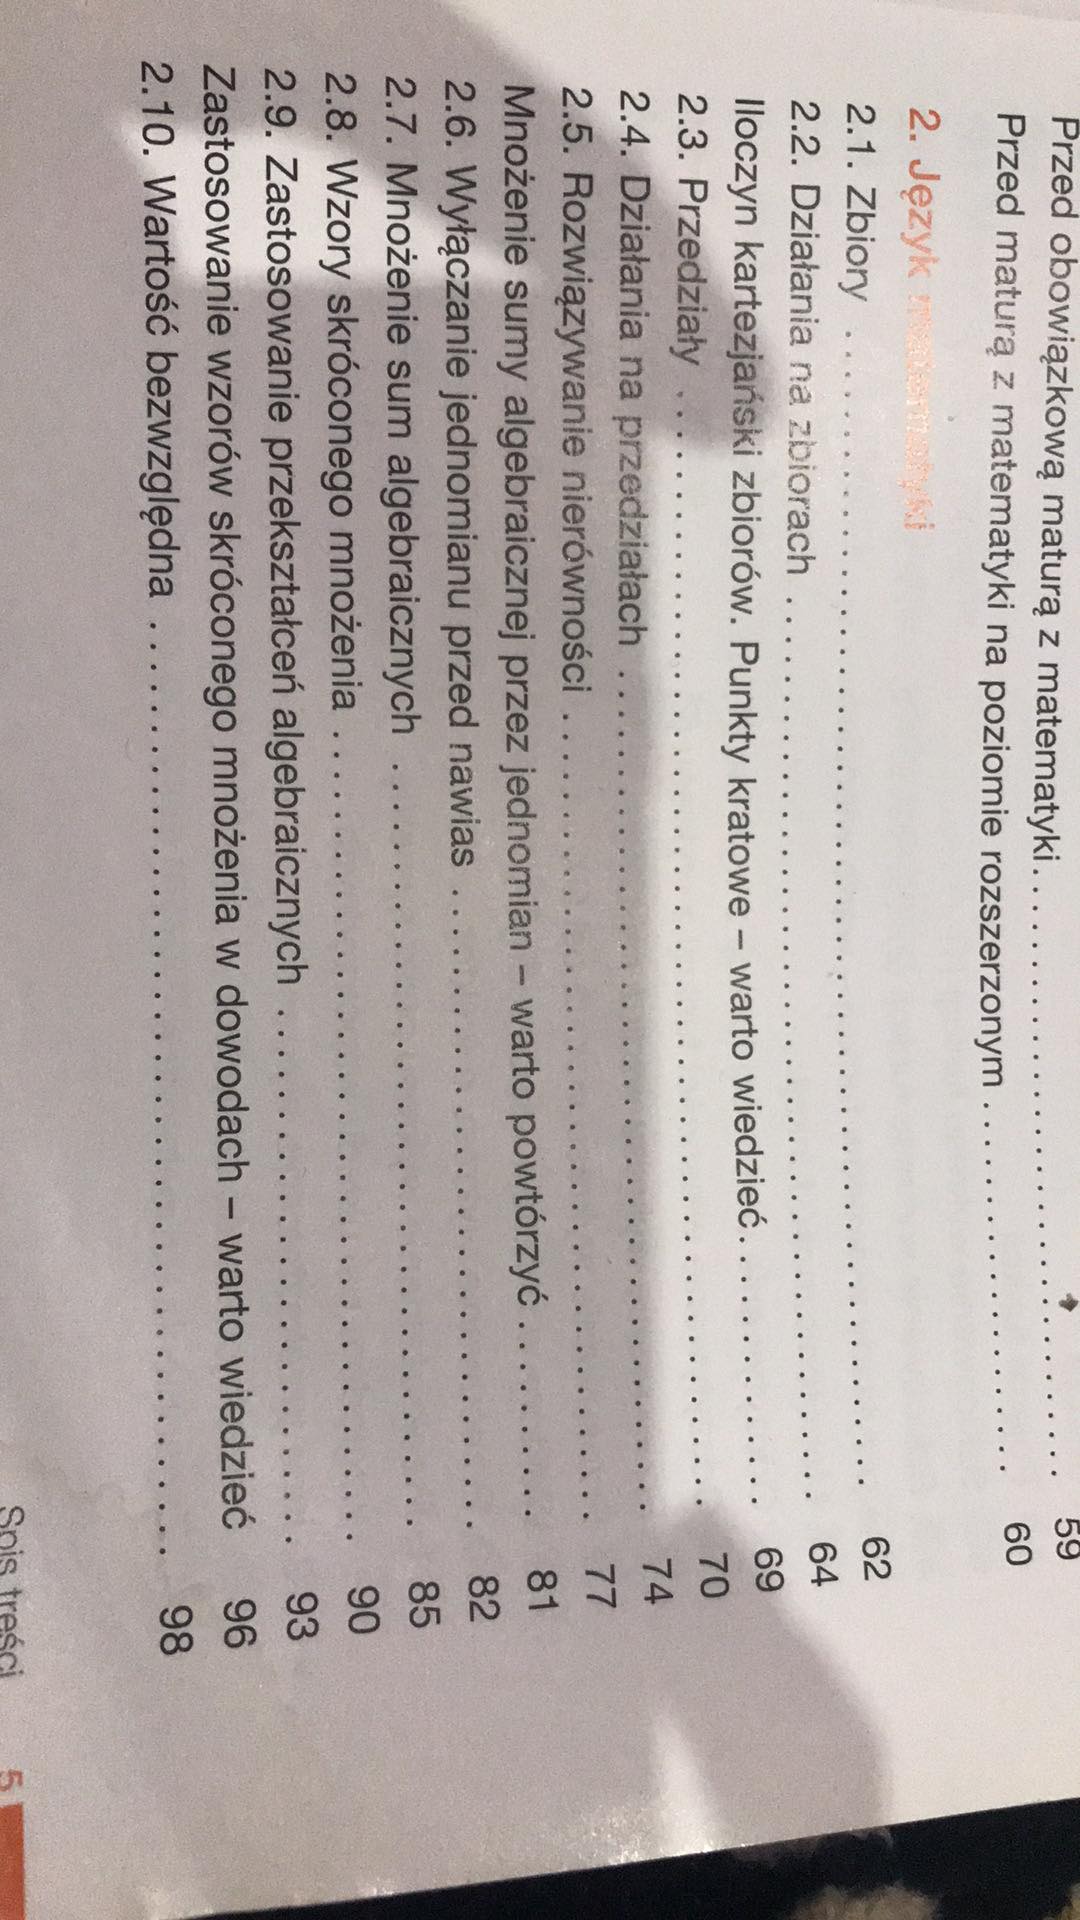 Przed obowiązkową maturą z matematyki.................................. 59
Przed maturą z matematyki na poziomie rozszerzonym .................... 60
2. Język matematyki
2.1. Zbiory ............................................................ 62
2.2. Działania na zbiorach ............................................... 64
Iloczyn kartezjański zbiorów. Punkty kratowe – warto wiedzieć.............. 69
2.3. Przedziały ........................................................... 70
2.4. Działania na przedziałach ............................................ 74
2.5. Rozwiązywanie nierówności .......................................... 77
Mnożenie sumy algebraicznej przez jednomian – warto powtórzyć .......... 81
2.6. Wyłączanie jednomianu przed nawias ................................. 82
2.7. Mnożenie sum algebraicznych ....................................... 85
2.8. Wzory skróconego mnożenia .......................................... 90
2.9. Zastosowanie przekształceń algebraicznych ........................... 93
Zastosowanie wzorów skróconego mnożenia w dowodach – warto wiedzieć 96
2.10. Wartość bezwzględna ................................................ 98
Spis treści 5